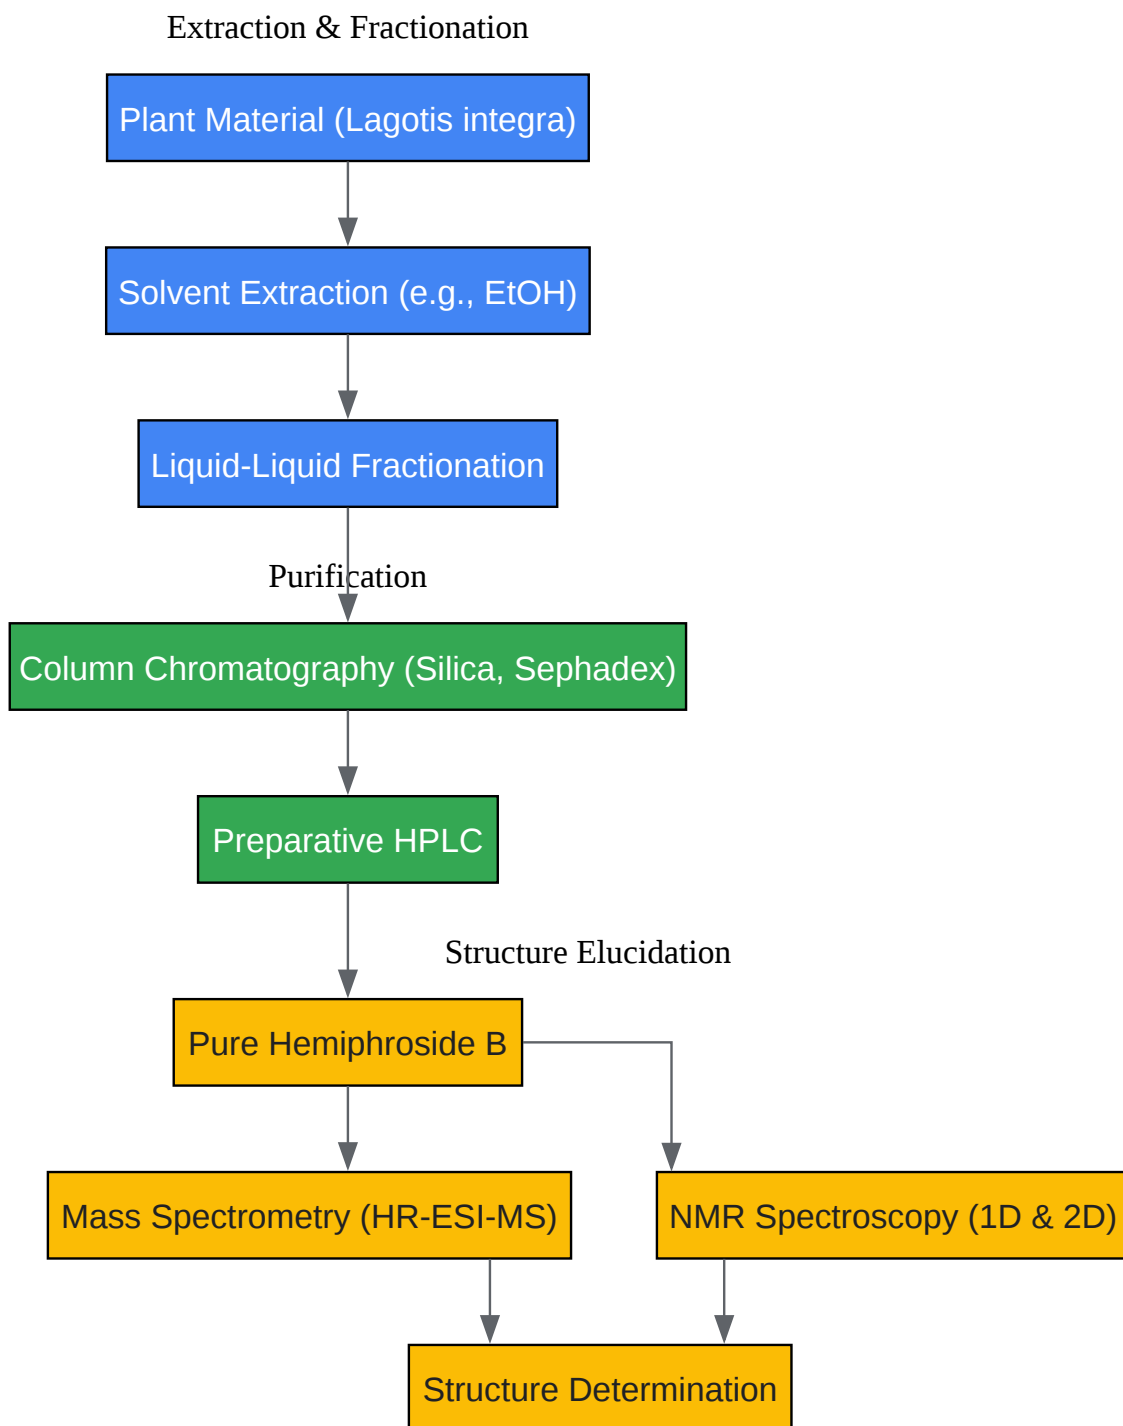 Extraction & Fractionation
Plant Material (Lagotis integra)
Solvent Extraction (e.g., EtOH)
Liquid-Liquid Fractionation
Purification
Column Chromatography (Silica, Sephadex)
Preparative HPLC
Structure Elucidation
Pure Hemiphroside B
Mass Spectrometry (HR-ESI-MS)
NMR Spectroscopy (1D & 2D)
Structure Determination